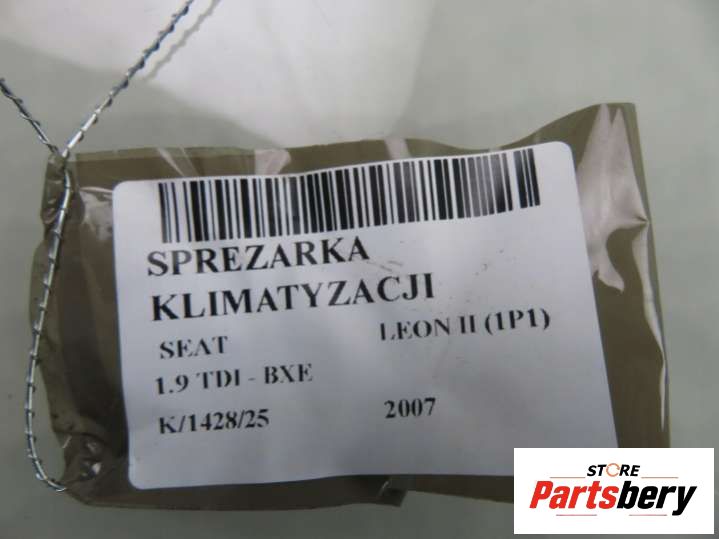 SPREZARKA
KLIMATYZACJI
SEAT LEON II (1P1)
1.9 TDI - BXE
K/1428/25 2007
STORE
Partsbery